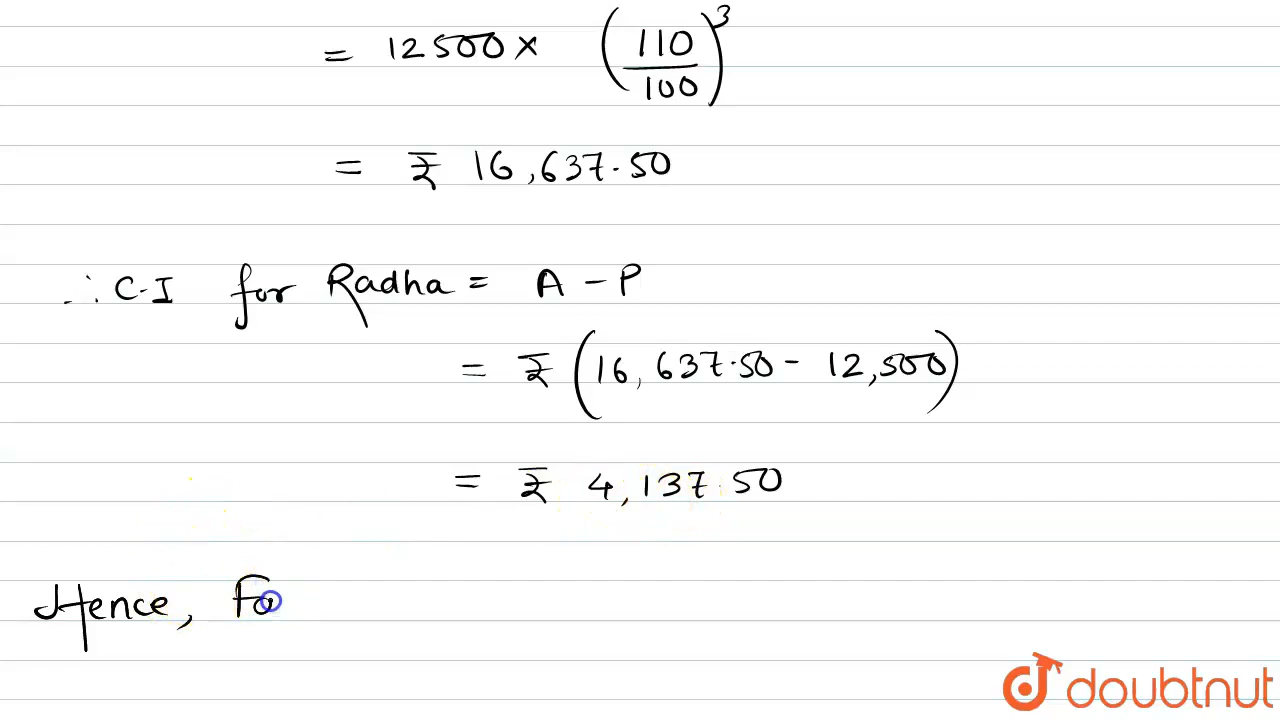 = 12500 × (110/100)³
= ₹ 16,637.50
∴ C.I for Radha = A - P
= ₹ (16,637.50 - 12,500)
= ₹ 4,137.50
Hence, Fa
doubtnut